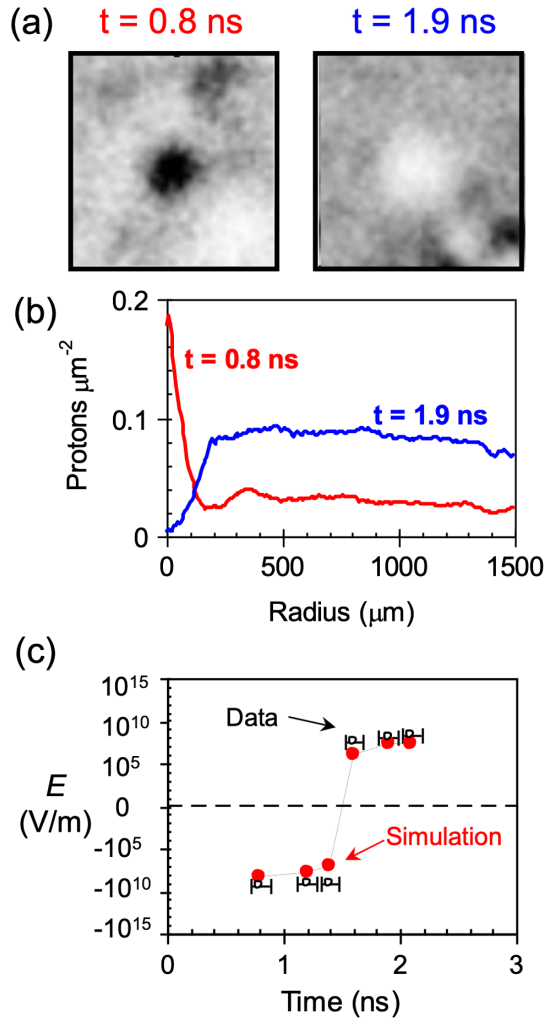 (a)
t = 0.8 ns
t = 1.9 ns
(b)
0.2
0.1
0
Protons μm⁻²
t = 0.8 ns
t = 1.9 ns
0
500
1000
1500
Radius (μm)
(c)
10¹⁵
10¹⁰
10⁵
0
-10⁵
-10¹⁰
-10¹⁵
E
(V/m)
Data
Simulation
0
1
2
3
Time (ns)